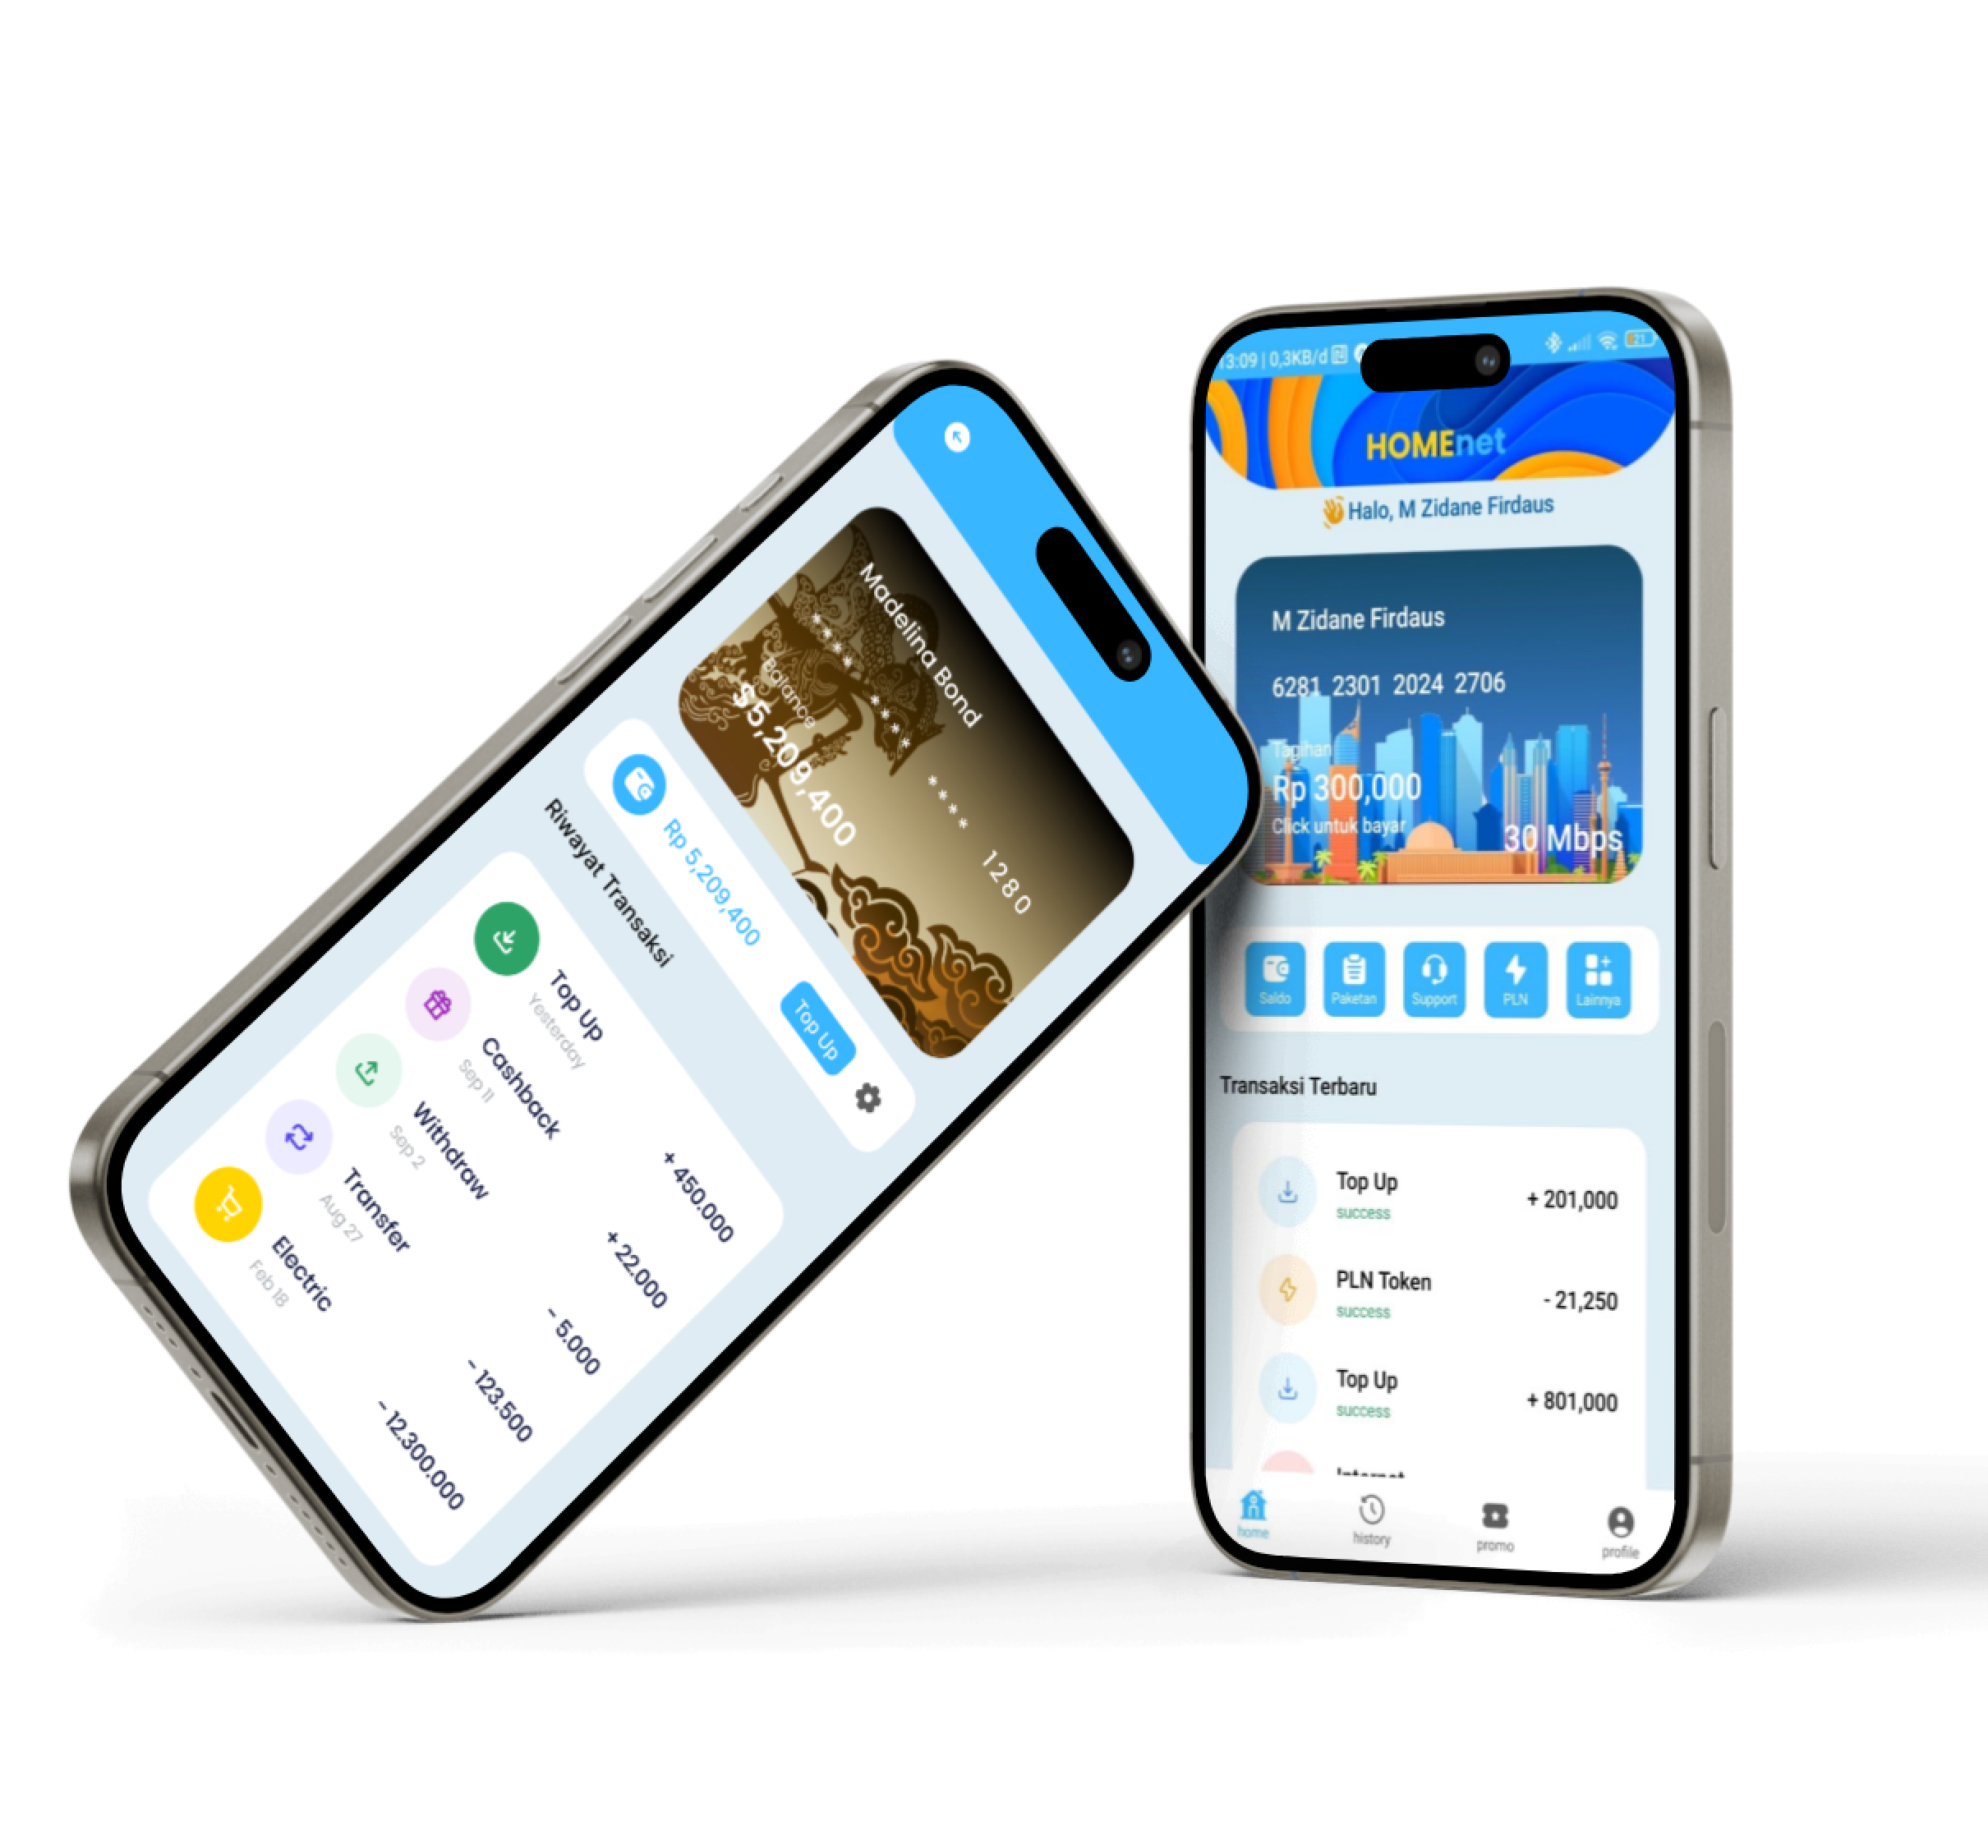 Madelina Bond
**** **** **** 1280
Balance
$5,209,400
Rp 5,209,400
Top Up
Riwayat Transaksi
Top Up
Yesterday
+ 450.000
Cashback
Sep 11
+ 22.000
Withdraw
Sep 2
- 5.000
Transfer
Aug 27
- 123.500
Electric
Feb 18
- 12.300.000
13:09 | 0,3KB/d
21
HOMEnet
Halo, M Zidane Firdaus
M Zidane Firdaus
6281 2301 2024 2706
Tagihan
Rp 300,000
Click untuk bayar
30 Mbps
Saldo
Paketan
Support
PLN
Lainnya
Transaksi Terbaru
Top Up
success
+ 201,000
PLN Token
success
- 21,250
Top Up
success
+ 801,000
Internet
home
history
promo
profile